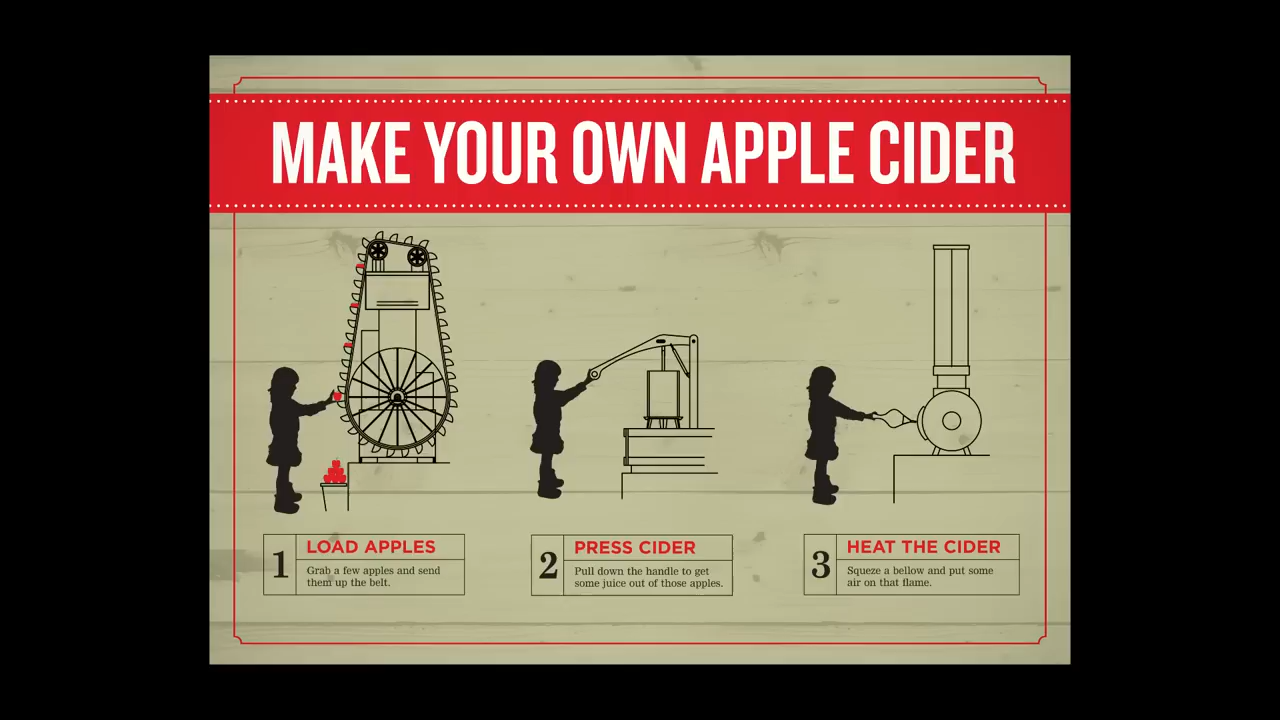 MAKE YOUR OWN APPLE CIDER
1
LOAD APPLES
Grab a few apples and send
them up the belt.
2
PRESS CIDER
Pull down the handle to get
some juice out of those apples.
3
HEAT THE CIDER
Squeze a bellow and put some
air on that flame.